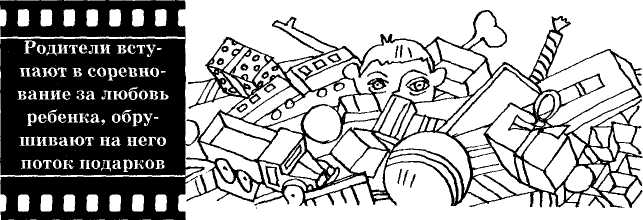 Родители всту-
пают в соревно-
вание за любовь
ребенка, обру-
шивают на него
поток подарков